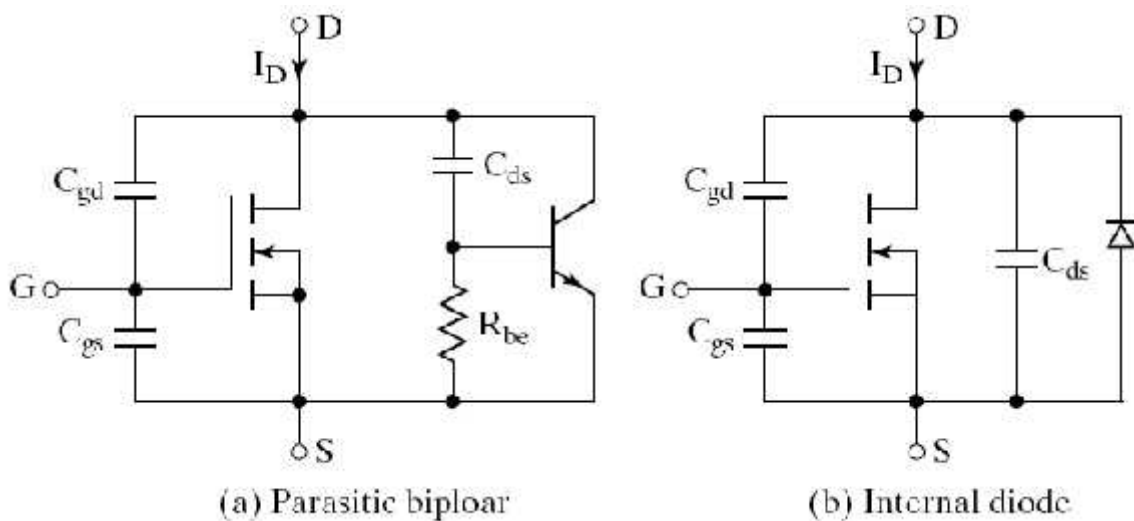 D
D
I_D
I_D
C_gd
C_ds
C_gd
G
G
C_ds
C_gs
R_be
C_gs
S
S
(a) Parasitic biploar
(b) Internal diode